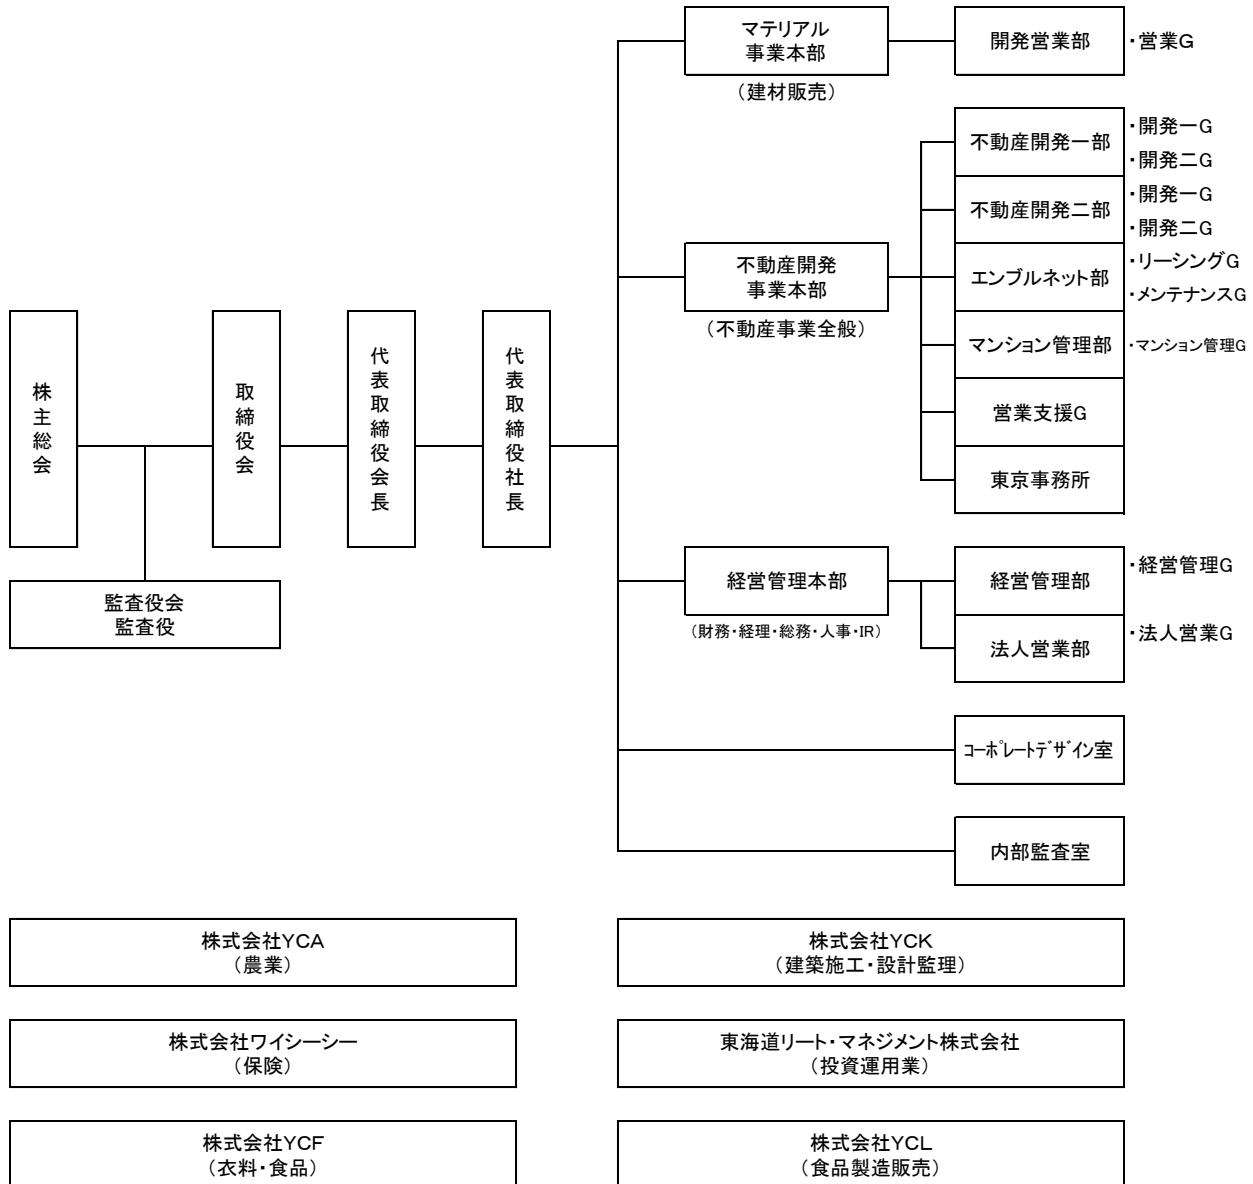 株主総会
監査役会
監査役
取締役会
代表取締役会長
代表取締役社長
マテリアル
事業本部
（建材販売）
開発営業部
・営業G
不動産開発
事業本部
（不動産事業全般）
不動産開発一部
・開発一G
・開発二G
不動産開発二部
・開発一G
・開発二G
エンブルネット部
・リーシングG
・メンテナンスG
マンション管理部
・マンション管理G
営業支援G
東京事務所
経営管理本部
（財務・経理・総務・人事・IR）
経営管理部
・経営管理G
法人営業部
・法人営業G
ｺｰﾎﾟﾚｰﾄﾃﾞｻﾞｲﾝ室
内部監査室
株式会社YCA
（農業）
株式会社YCK
（建築施工・設計監理）
株式会社ワイシーシー
（保険）
東海道リート・マネジメント株式会社
（投資運用業）
株式会社YCF
（衣料・食品）
株式会社YCL
（食品製造販売）